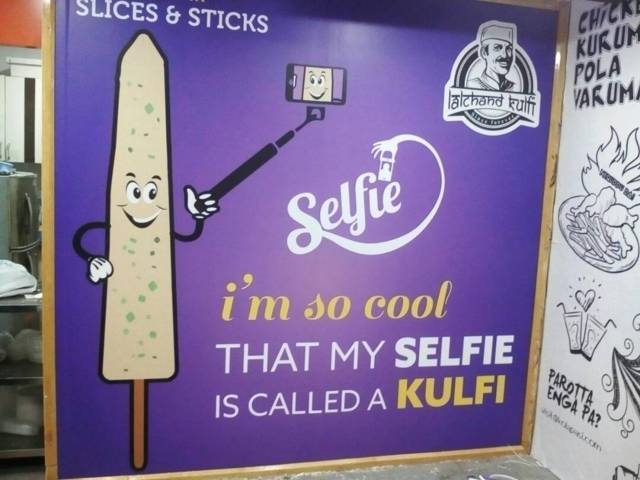 SLICES & STICKS
lalchand kulfi
Selfie
i'm so cool
THAT MY SELFIE
IS CALLED A KULFI
KURUM
POLA
VARUMA
PAROTTA
ENGA PA?